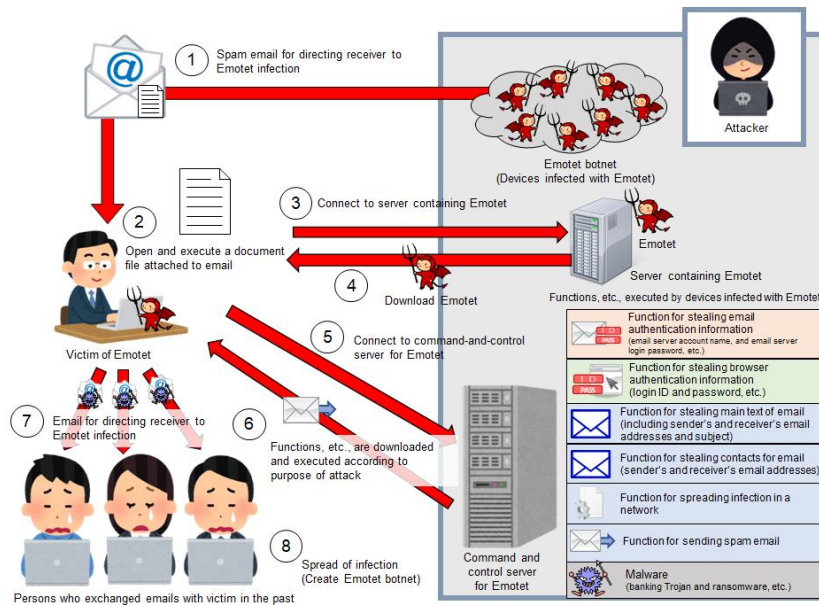 1
Spam email for directing receiver to
Emotet infection
Attacker
Emotet botnet
(Devices infected with Emotet)
2
Open and execute a document
file attached to email
3
Connect to server containing Emotet
Emotet
Server containing Emotet
4
Download Emotet
Victim of Emotet
5
Connect to command-and-control
server for Emotet
6
Functions, etc., are downloaded
and executed according to
purpose of attack
7
Email for directing receiver to
Emotet infection
8
Spread of infection
(Create Emotet botnet)
Persons who exchanged emails with victim in the past
Command and
control server
for Emotet
Functions, etc., executed by devices infected with Emotet
ID
PASS
Function for stealing email
authentication information
(email server account name, and email server
login password, etc.)
ID
PASS
Function for stealing browser
authentication information
(login ID and password, etc.)
Function for stealing main text of email
(including sender's and receiver's email
addresses and subject)
Function for stealing contacts for email
(sender's and receiver's email addresses)
Function for spreading infection in a
network
Function for sending spam email
Malware
(banking Trojan and ransomware, etc.)